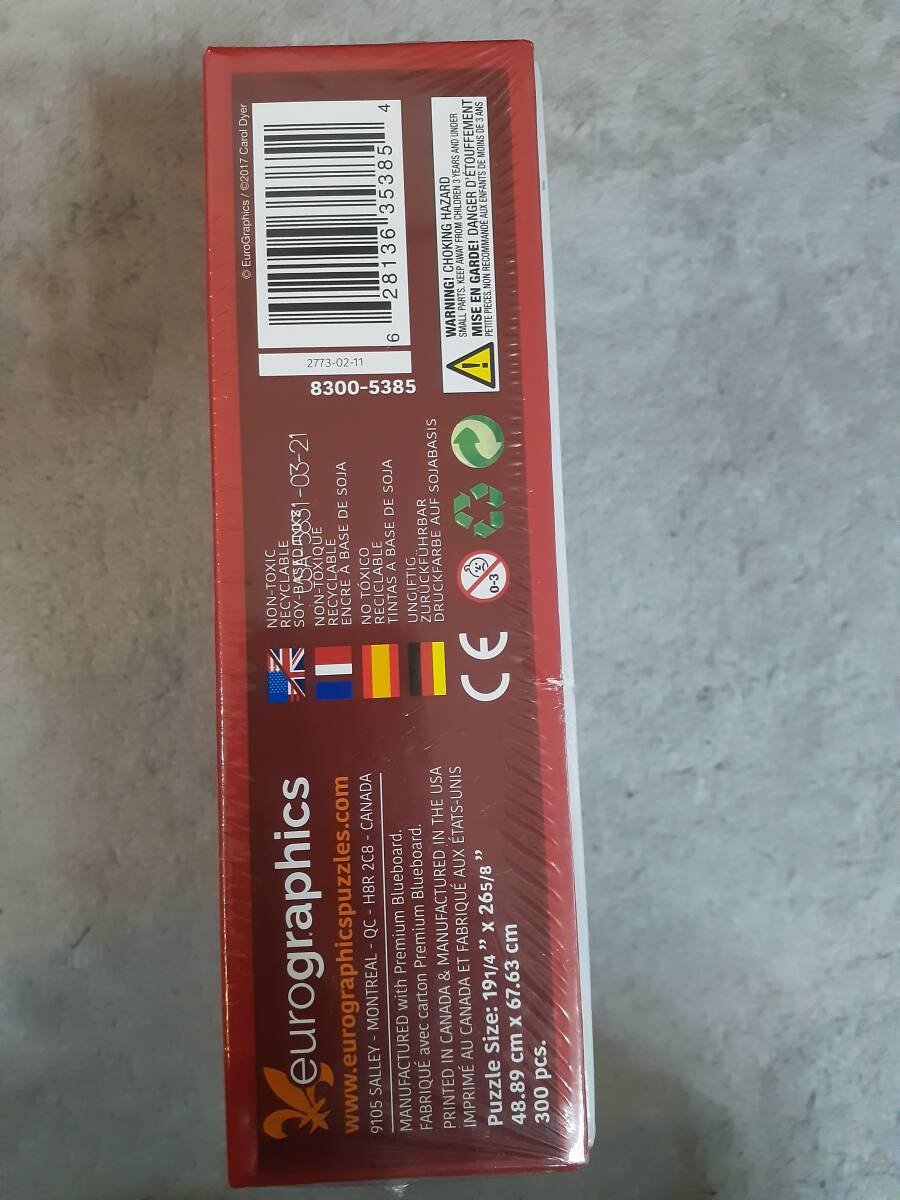 eurographics
www.eurographicspuzzles.com
9105 SALLEY - MONTREAL - QC - H8R 2C8 - CANADA
MANUFACTURED with Premium Blueboard.
FABRIQUÉ avec carton Premium Blueboard.
PRINTED IN CANADA & MANUFACTURED IN THE USA
IMPRIMÉ AU CANADA ET FABRIQUÉ AUX ÉTATS-UNIS
Puzzle Size: 191/4 ” x 265/8 ”
48.89 cm x 67.63 cm
300 pcs.
NON-TOXIC
RECYCLABLE
SOY-BASED
31-03-21
NON-TOXIQUE
RECYCLABLE
ENCRE À BASE DE SOJA
NO TÓXICO
RECICLABLE
TINTAS A BASE DE SOJA
UNGIFTIG
ZURÜCKFÜHRBAR
DRUCKFARBE AUF SOJABASIS
CE
0-3
© EuroGraphics / ©2017 Carol Dyer
6 28136 35385 4
2773-02-11
8300-5385
WARNING! CHOKING HAZARD
SMALL PARTS. KEEP AWAY FROM CHILDREN 3 YEARS AND UNDER
MISE EN GARDE! DANGER D'ÉTOUFFEMENT
PETITE PIECES. NON RECOMMANDÉ AUX ENFANTS DE MOINS DE 3 ANS